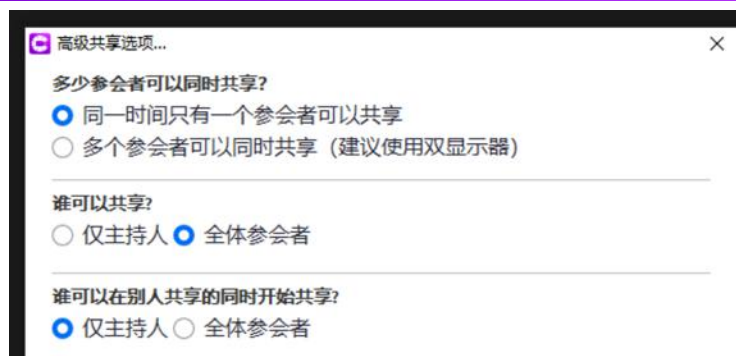 高级共享选项...
多少参会者可以同时共享?
同一时间只有一个参会者可以共享
多个参会者可以同时共享（建议使用双显示器）
谁可以共享?
仅主持人 全体参会者
谁可以在别人共享的同时开始共享?
仅主持人 全体参会者